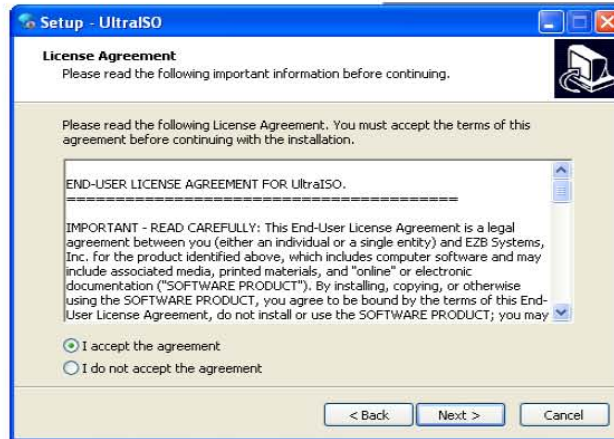 Setup - UltraISO
License Agreement
Please read the following important information before continuing.
Please read the following License Agreement. You must accept the terms of this
agreement before continuing with the installation.
END-USER LICENSE AGREEMENT FOR UltraISO.
===========================================
IMPORTANT - READ CAREFULLY: This End-User License Agreement is a legal
agreement between you (either an individual or a single entity) and EZB Systems,
Inc. for the product identified above, which includes computer software and may
include associated media, printed materials, and "online" or electronic
documentation ("SOFTWARE PRODUCT"). By installing, copying, or otherwise
using the SOFTWARE PRODUCT, you agree to be bound by the terms of this End-
User License Agreement, do not install or use the SOFTWARE PRODUCT; you may
I accept the agreement
I do not accept the agreement
< Back Next > Cancel